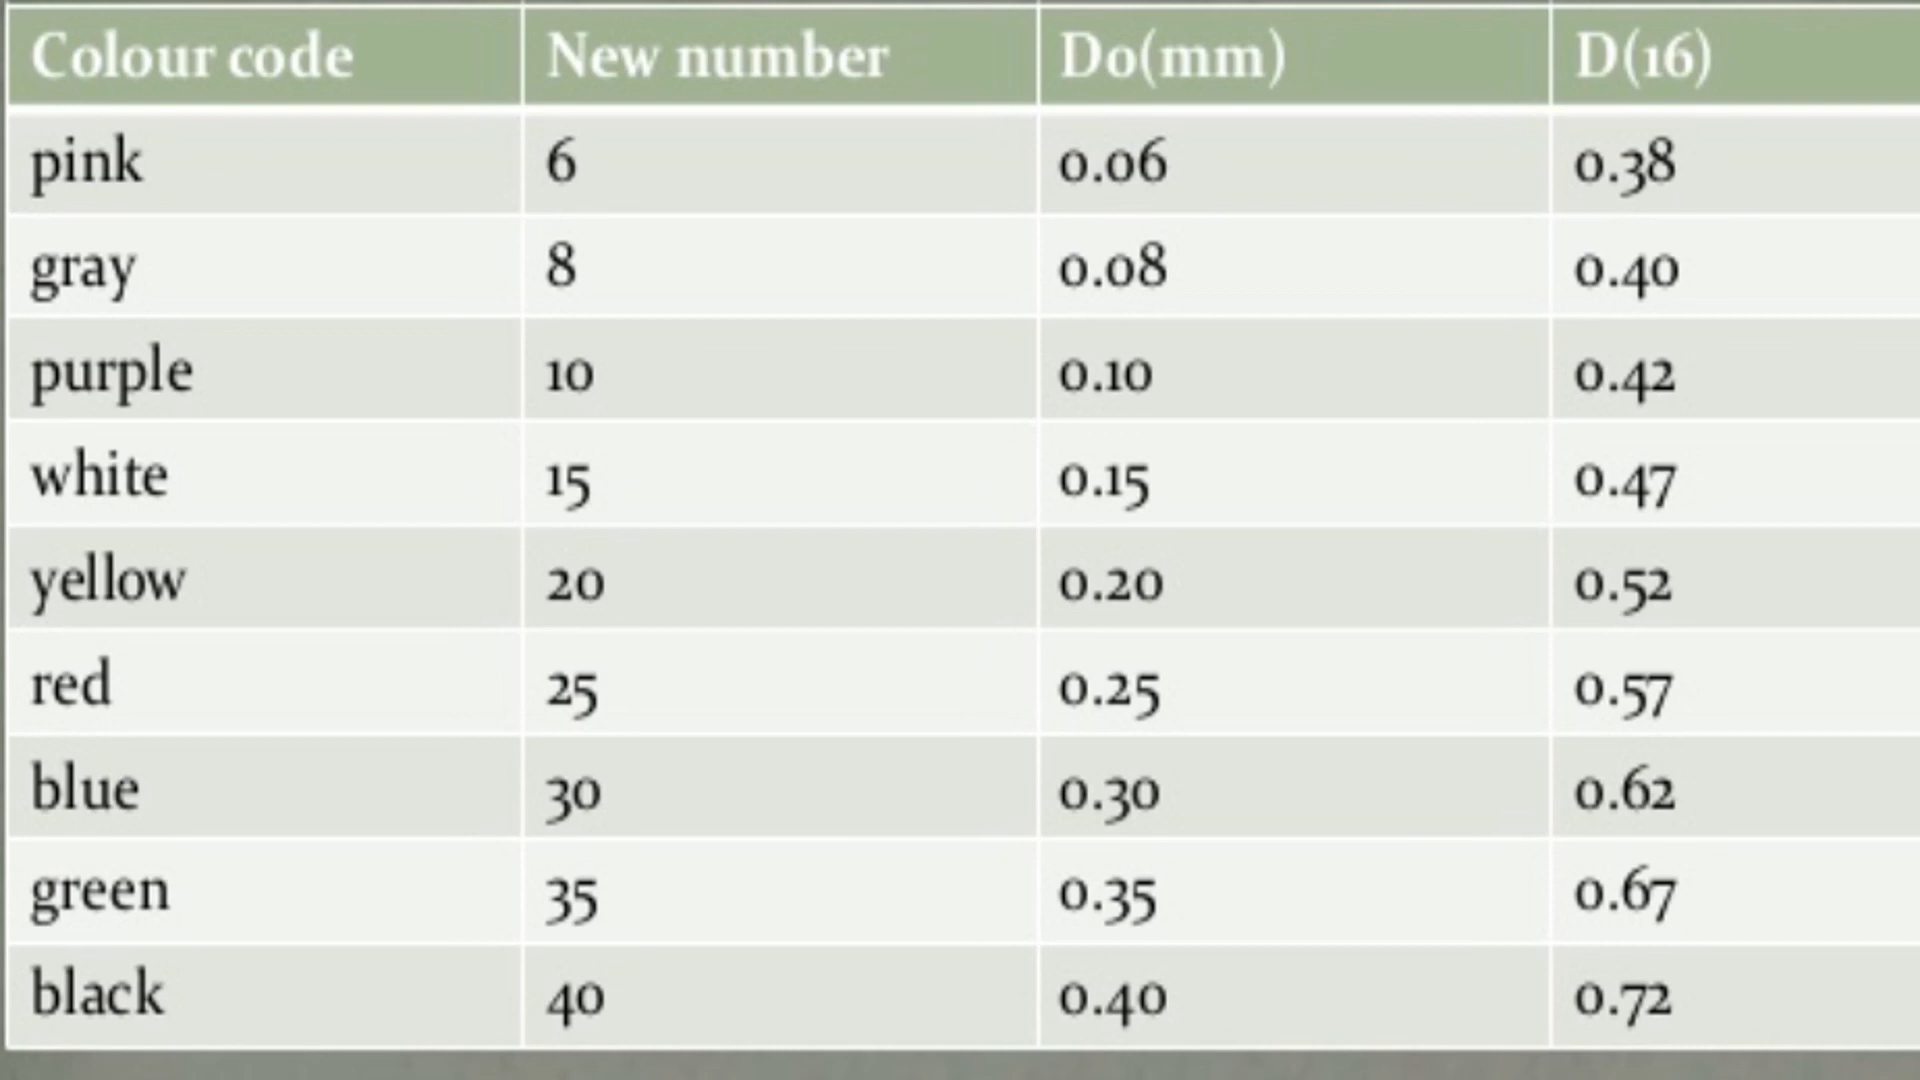 Colour code New number Do(mm) D(16)
pink 6 0.06 0.38
gray 8 0.08 0.40
purple 10 0.10 0.42
white 15 0.15 0.47
yellow 20 0.20 0.52
red 25 0.25 0.57
blue 30 0.30 0.62
green 35 0.35 0.67
black 40 0.40 0.72